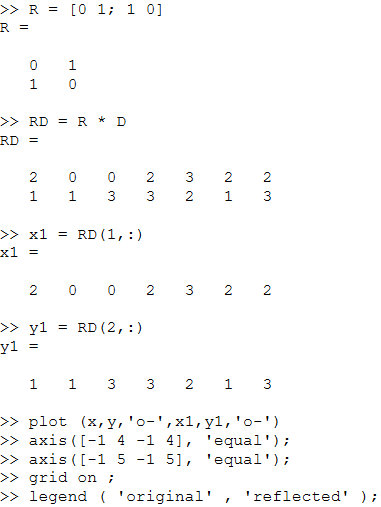 >> R = [0 1; 1 0]
R =
0 1
1 0
>> RD = R * D
RD =
2 0 0 2 3 2 2
1 1 3 3 2 1 3
>> x1 = RD(1,:)
x1 =
2 0 0 2 3 2 2
>> y1 = RD(2,:)
y1 =
1 1 3 3 2 1 3
>> plot (x,y,'o-',x1,y1,'o-')
>> axis([-1 4 -1 4], 'equal');
>> axis([-1 5 -1 5], 'equal');
>> grid on ;
>> legend ( 'original' , 'reflected' );